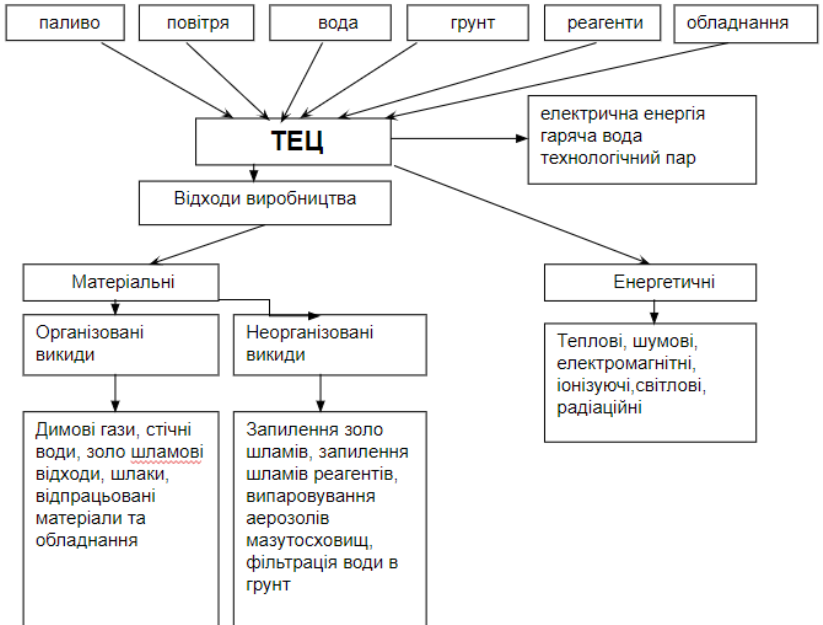 паливо
повітря
вода
грунт
реагенти
обладнання
ТЕЦ
електрична енергія
гаряча вода
технологічний пар
Відходи виробництва
Матеріальні
Енергетичні
Організовані
викиди
Неорганізовані
викиди
Теплові, шумові,
електромагнітні,
іонізуючі,світлові,
радіаційні
Димові гази, стічні
води, золо шламові
відходи, шлаки,
відпрацьовані
матеріали та
обладнання
Запилення золо
шламів, запилення
шламів реагентів,
випаровування
аерозолів
мазутосховищ,
фільтрація води в
грунт